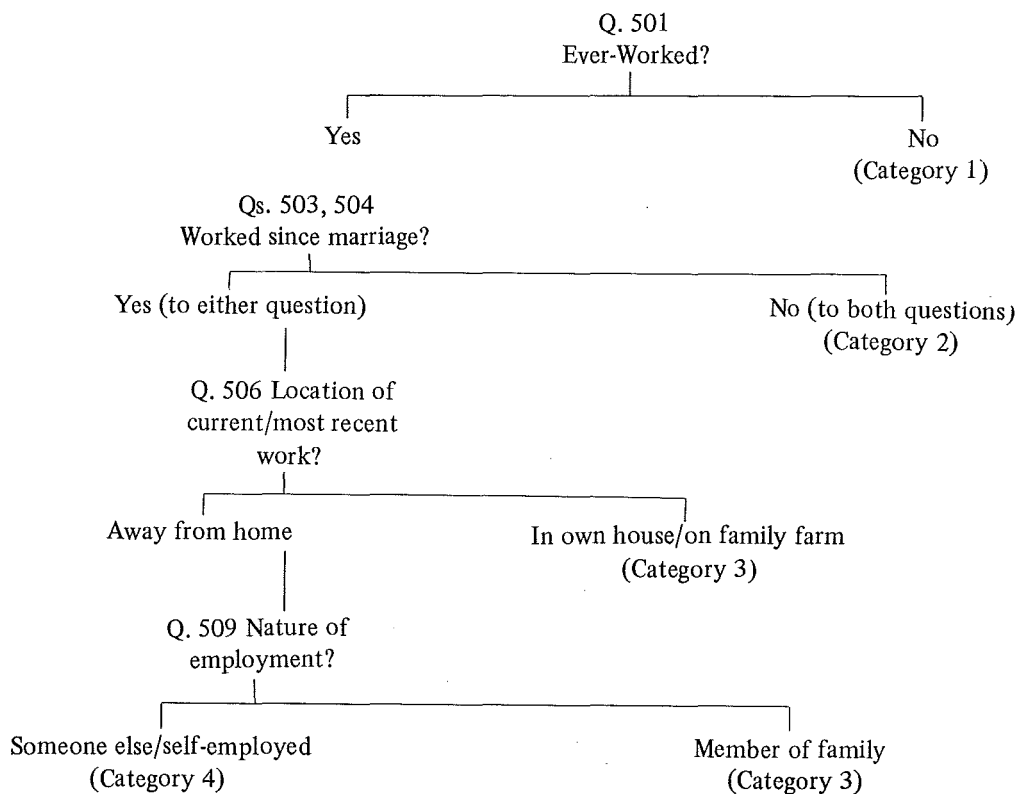 Q. 501
Ever-Worked?
Yes
No
(Category 1)
Qs. 503, 504
Worked since marriage?
Yes (to either question)
No (to both questions)
(Category 2)
Q. 506 Location of
current/most recent
work?
Away from home
In own house/on family farm
(Category 3)
Q. 509 Nature of
employment?
Someone else/self-employed
(Category 4)
Member of family
(Category 3)